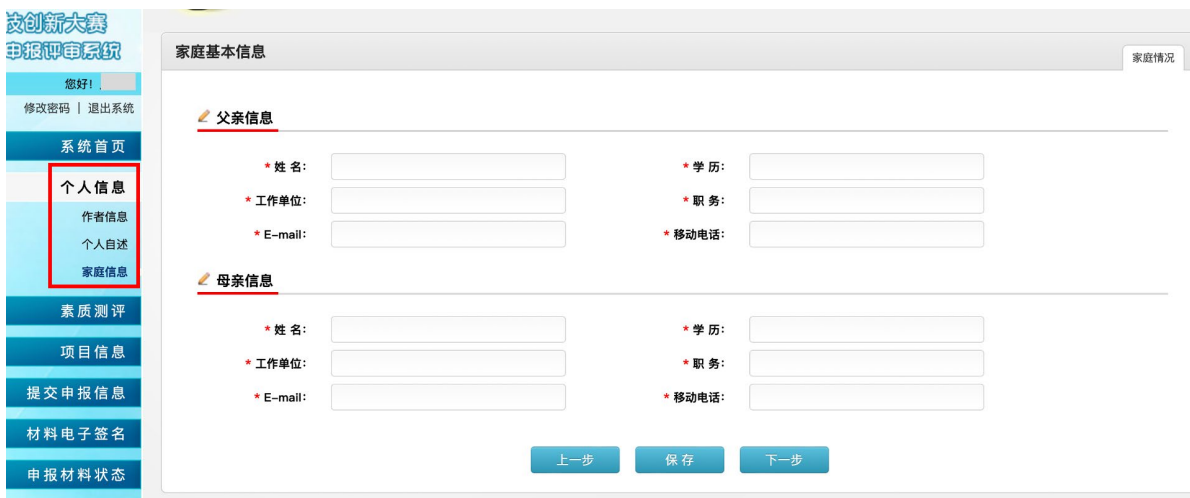 技创新大赛
申报评审系统
您好！
修改密码 | 退出系统
系统首页
个人信息
作者信息
个人自述
家庭信息
素质测评
项目信息
提交申报信息
材料电子签名
申报材料状态
家庭基本信息
家庭情况
父亲信息
* 姓 名： * 学 历：
* 工作单位： * 职 务：
* E-mail： * 移动电话：
母亲信息
* 姓 名： * 学 历：
* 工作单位： * 职 务：
* E-mail： * 移动电话：
上一步 保存 下一步